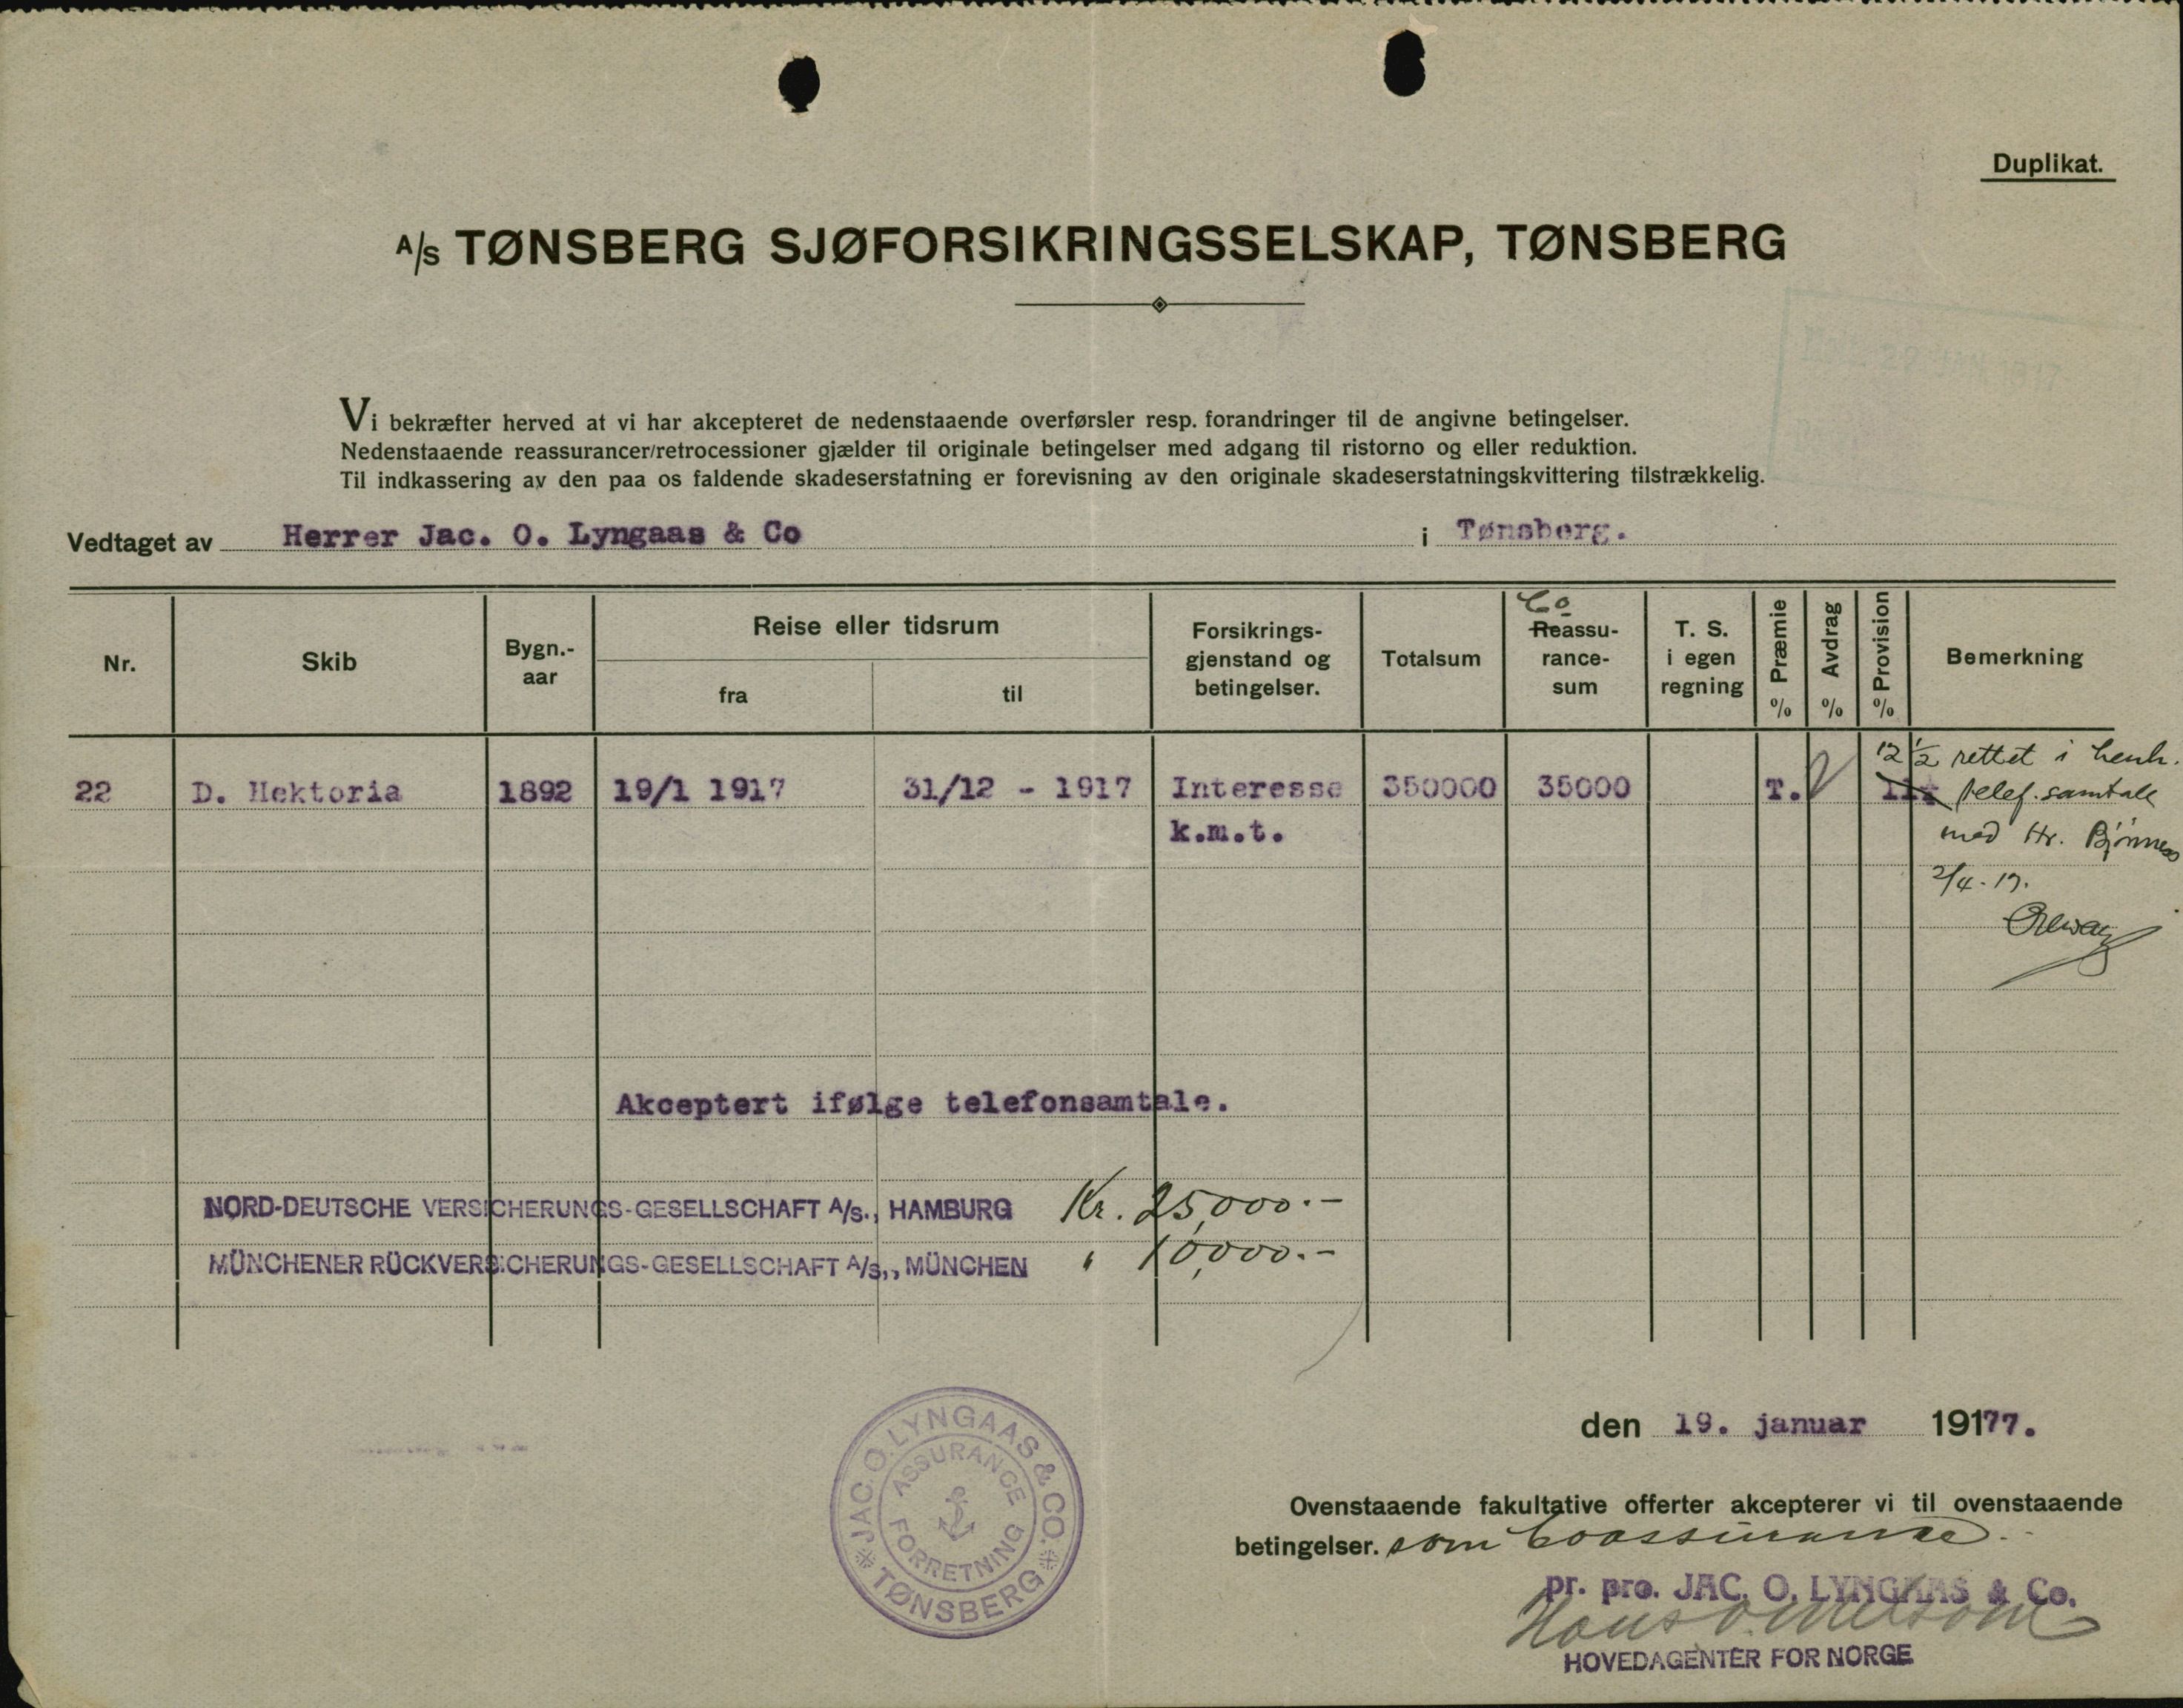 Duplikat.
A/S TØNSBERG SJØFORSIKRINGSSELSKAP, TØNSBERG
Vi bekræfter herved at vi har akcepteret de nedenstaaende overførsler resp. forandringer til de angivne betingelser.
Nedenstaaende reassurancer/retrocessioner gjælder til originale betingelser med adgang til ristorno og eller reduktion.
Til indkassering av den paa os faldende skadeserstatning er forevisning av den originale skadeserstatningskvittering tilstrækkelig.
Vedtaget av Herrer Jac. O. Lyngaas & Co i Tønsberg.
Nr.
Skib
Bygn.-
aar
Reise eller tidsrum
fra
til
Forsikrings-
gjenstand og
betingelser.
Totalsum
Co
Reassu-
rance-
sum
T. S.
i egen
regning
% Præmie
% Avdrag
% Provision
Bemerkning
22 D. Hektoria 1892 19/1 1917 31/12 - 1917 Interesse 350000 35000 T.
k.m.t.
12 1/2 rettet i henh.
telef. samtale
med Hr. Bjønness
2/4-17.
Akceptert ifølge telefonsamtale.
NORD-DEUTSCHE VERSICHERUNGS-GESELLSCHAFT A/S., HAMBURG Kr. 25,000.-
MÜNCHENER RÜCKVERSICHERUNGS-GESELLSCHAFT A/S,, MÜNCHEN " 10,000.-
JAC. O. LYNGAAS & CO. TØNSBERG
ASSURANCE FORRETNING
den 19. januar 19177.
Ovenstaaende fakultative offerter akcepterer vi til ovenstaaende
betingelser. som Coassurance.
pr. pro. JAC. O. LYNGAAS & Co.
HOVEDAGENTER FOR NORGE